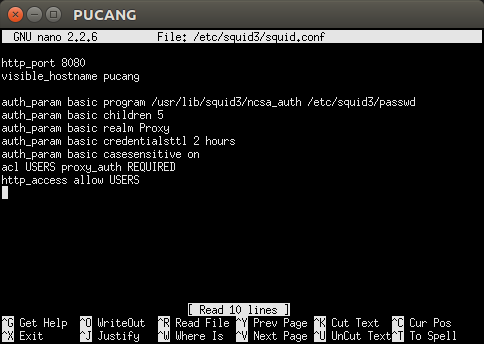 PUCANG
GNU nano 2.2.6 File: /etc/squid3/squid.conf
http_port 8080
visible_hostname pucang
auth_param basic program /usr/lib/squid3/ncsa_auth /etc/squid3/passwd
auth_param basic children 5
auth_param basic realm Proxy
auth_param basic credentialsttl 2 hours
auth_param basic casesensitive on
acl USERS proxy_auth REQUIRED
http_access allow USERS
[ Read 10 lines ]
^G Get Help ^O WriteOut ^R Read File ^Y Prev Page ^K Cut Text ^C Cur Pos
^X Exit ^J Justify ^W Where Is ^V Next Page ^U UnCut Text ^T To Spell